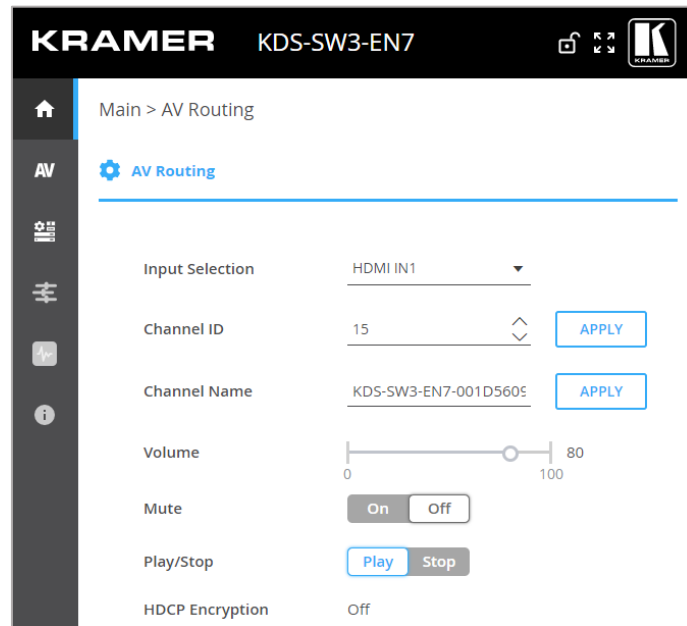 KRAMER KDS-SW3-EN7 KRAMER
Main > AV Routing
AV
AV Routing
Input Selection HDMI IN1
Channel ID 15 APPLY
Channel Name KDS-SW3-EN7-001D5609 APPLY
Volume 80
0 100
Mute On Off
Play/Stop Play Stop
HDCP Encryption Off